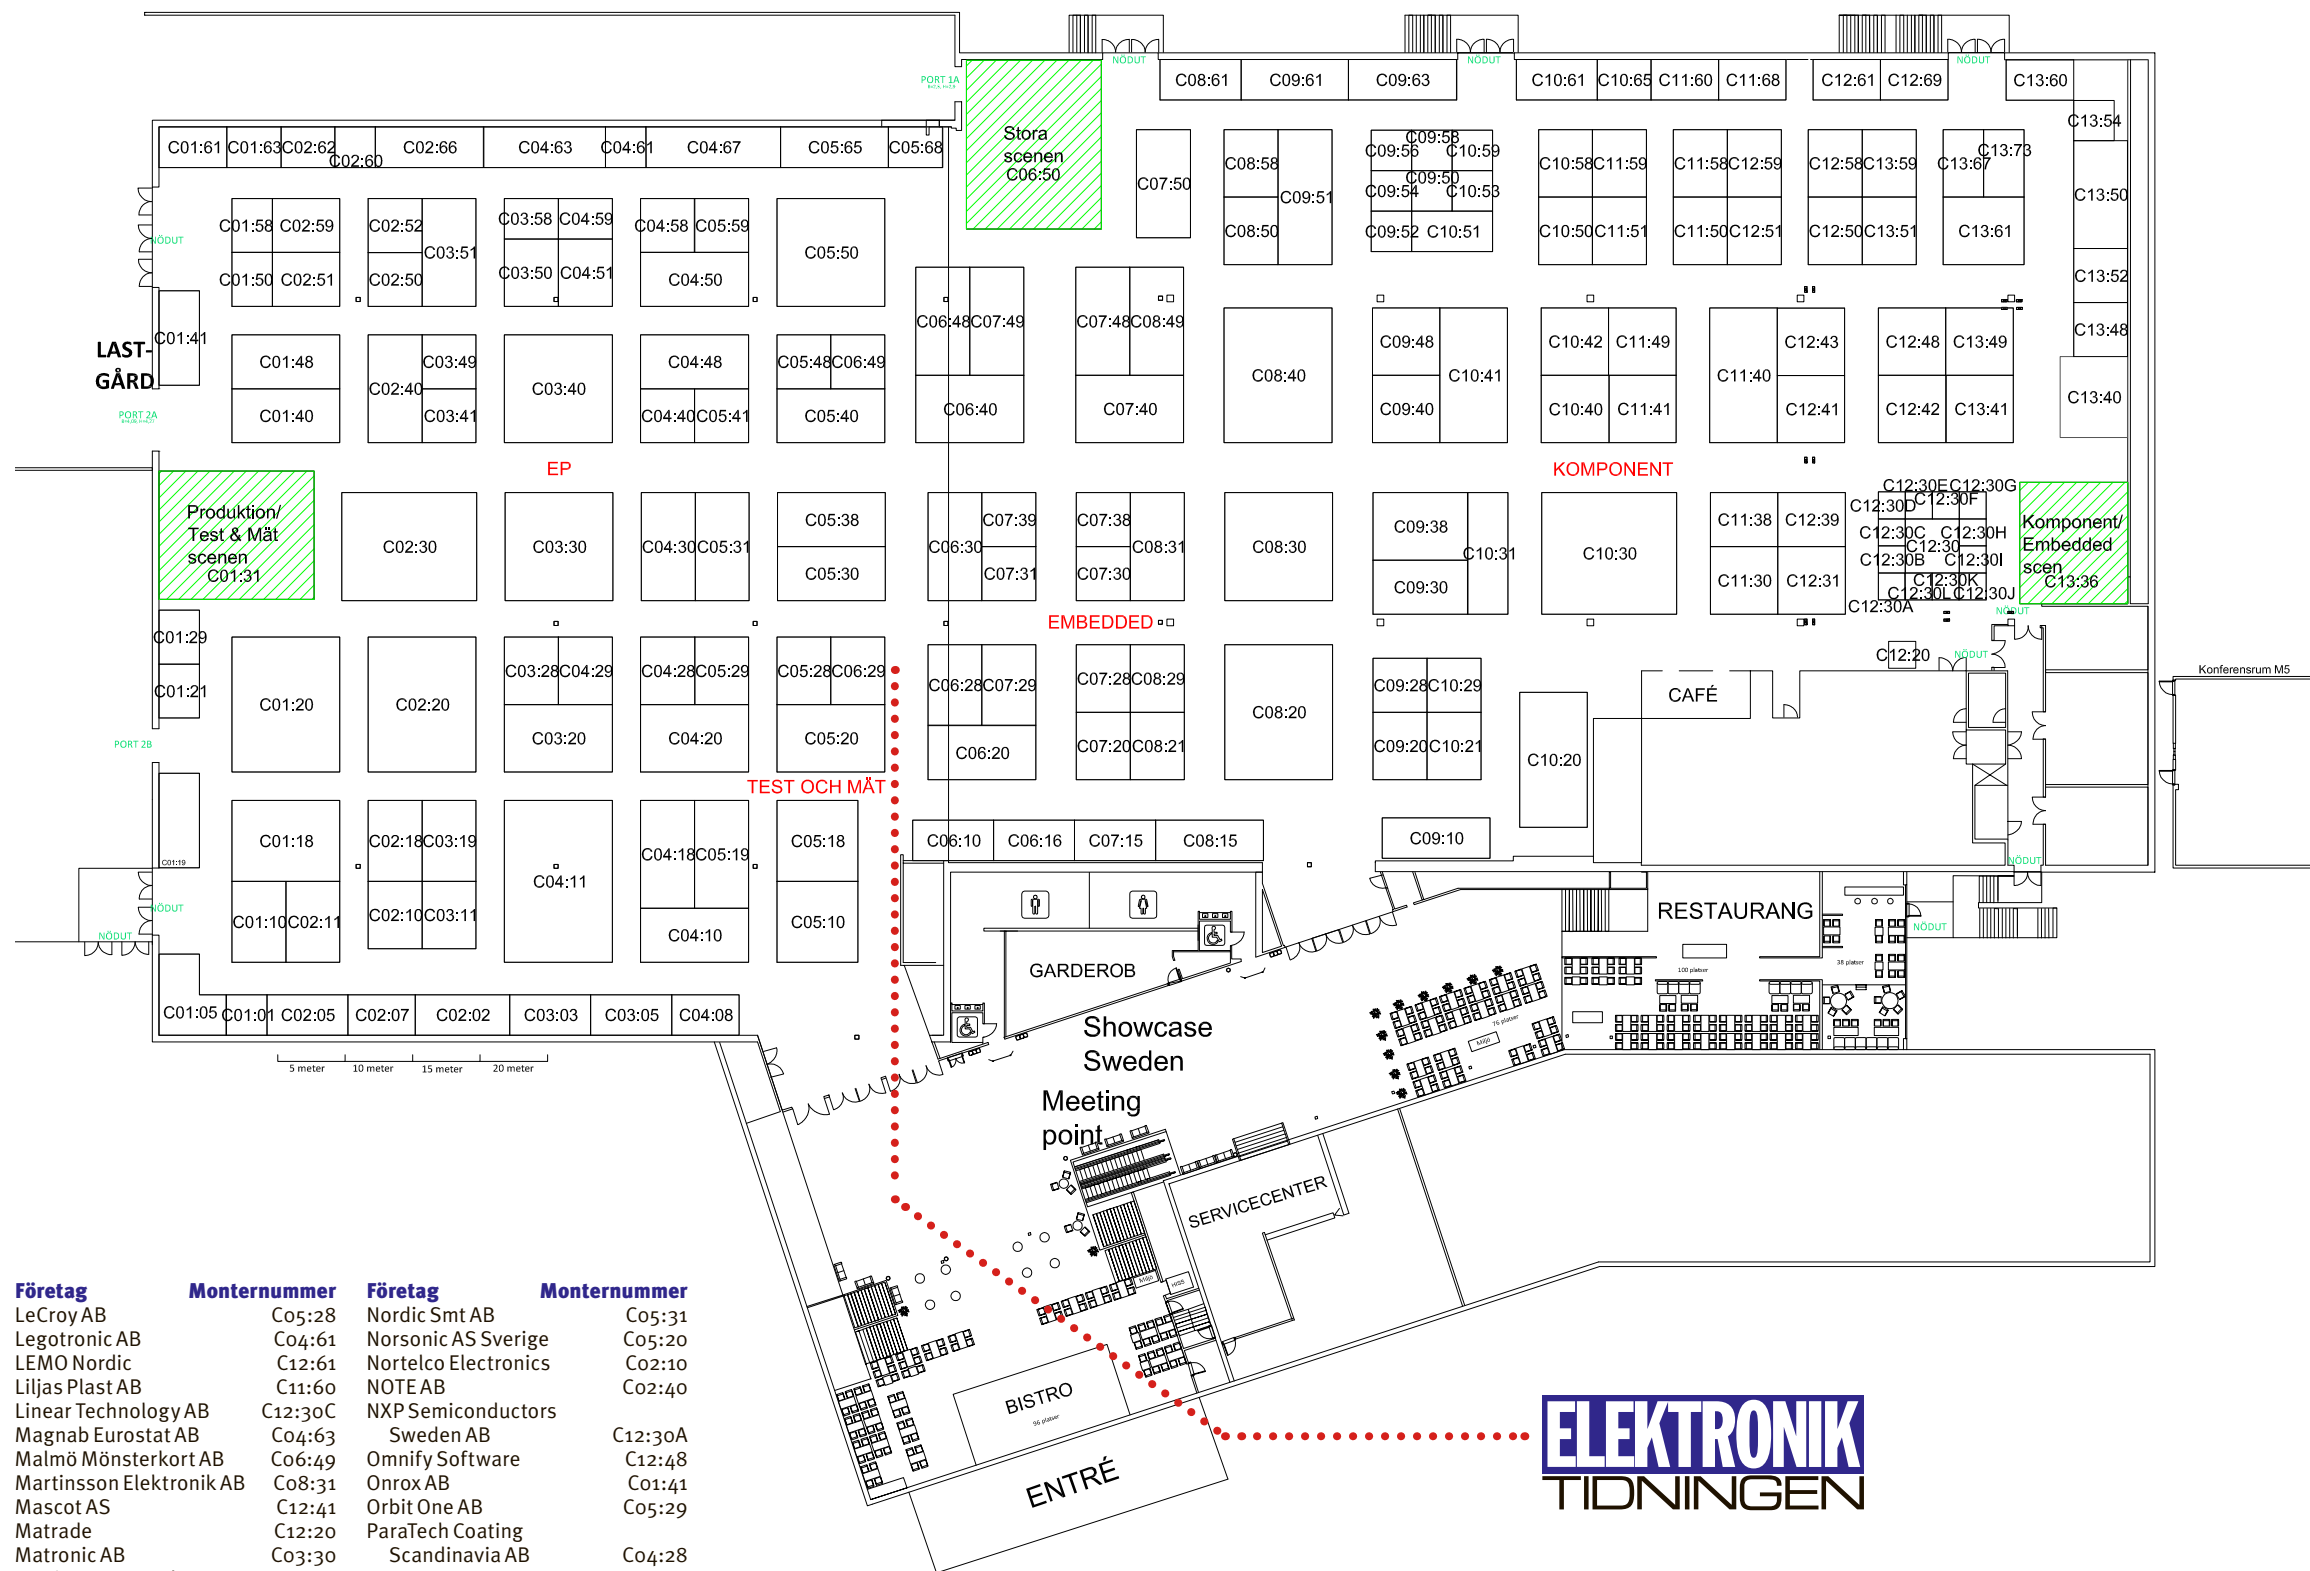 PORT 1A
NÖDUT
NÖDUT
NÖDUT
C08:61 C09:61 C09:63 C10:61 C10:65 C11:60 C11:68 C12:61 C12:69 C13:60
C13:54
Stora
scenen
C06:50
C01:61 C01:63 C02:62 C02:60 C02:66 C04:63 C04:61 C04:67 C05:65 C05:68
C07:50 C08:58 C09:51 C09:56 C09:58 C10:59 C10:58 C11:59 C11:58 C12:59 C12:58 C13:59 C13:67 C13:73
C09:54 C09:50 C10:53 C13:50
C08:50 C09:52 C10:51 C10:50 C11:51 C11:50 C12:51 C12:50 C13:51 C13:61
C01:58 C02:59 C02:52 C03:51 C03:58 C04:59 C04:58 C05:59 C05:50
NÖDUT
C01:50 C02:51 C02:50 C03:50 C04:51 C04:50
C13:52
C01:41 C06:48 C07:49 C07:48 C08:49 C13:48
LAST-
GÅRD
C01:48 C02:40 C03:49 C03:40 C04:48 C05:48 C06:49 C08:40 C09:48 C10:41 C10:42 C11:49 C11:40 C12:43 C12:48 C13:49
C01:40 C03:41 C04:40 C05:41 C05:40 C06:40 C07:40 C09:40 C10:40 C11:41 C12:41 C12:42 C13:41 C13:40
PORT 2A
EP
KOMPONENT
Produktion/
Test & Mät
scenen
C01:31
C02:30 C03:30 C04:30 C05:31 C05:38 C06:30 C07:39 C07:38 C08:31 C08:30 C09:38 C10:31 C10:30 C11:38 C12:39
C05:30 C07:31 C07:30 C09:30 C11:30 C12:31
C12:30E C12:30G
C12:30D C12:30F
C12:30C C12:30H
C12:30
C12:30B C12:30I
C12:30K
C12:30L C12:30J
C12:30A
Komponent/
Embedded
scen
C13:36
NÖDUT
EMBEDDED
C01:29
C01:21
C01:20 C02:20 C03:28 C04:29 C04:28 C05:29 C05:28 C06:29 C06:28 C07:29 C07:28 C08:29 C08:20 C09:28 C10:29
C12:20
NÖDUT
CAFÉ
Konferensrum M5
C03:20 C04:20 C05:20 C06:20 C07:20 C08:21 C09:20 C10:21 C10:20
PORT 2B
TEST OCH MÄT
C01:19 C01:18 C02:18 C03:19 C04:11 C04:18 C05:19 C05:18 C06:10 C06:16 C07:15 C08:15 C09:10
NÖDUT
C01:10 C02:11 C02:10 C03:11 C04:10 C05:10
NÖDUT
NÖDUT
RESTAURANG
NÖDUT
GARDEROB
100 platser
38 platser
C01:05 C01:01 C02:05 C02:07 C02:02 C03:03 C03:05 C04:08
Showcase
Sweden
76 platser
Miljö
5 meter 10 meter 15 meter 20 meter
Meeting
point
SERVICECENTER
Miljö
HISS
BISTRO
96 platser
ENTRÉ
ELEKTRONIK
TIDNINGEN
Företag Monternummer
LeCroy AB C05:28
Legotronic AB C04:61
LEMO Nordic C12:61
Liljas Plast AB C11:60
Linear Technology AB C12:30C
Magnab Eurostat AB C04:63
Malmö Mönsterkort AB C06:49
Martinsson Elektronik AB C08:31
Mascot AS C12:41
Matrade C12:20
Matronic AB C03:30
Företag Monternummer
Nordic Smt AB C05:31
Norsonic AS Sverige C05:20
Nortelco Electronics C02:10
NOTE AB C02:40
NXP Semiconductors
Sweden AB C12:30A
Omnify Software C12:48
Onrox AB C01:41
Orbit One AB C05:29
ParaTech Coating
Scandinavia AB C04:28